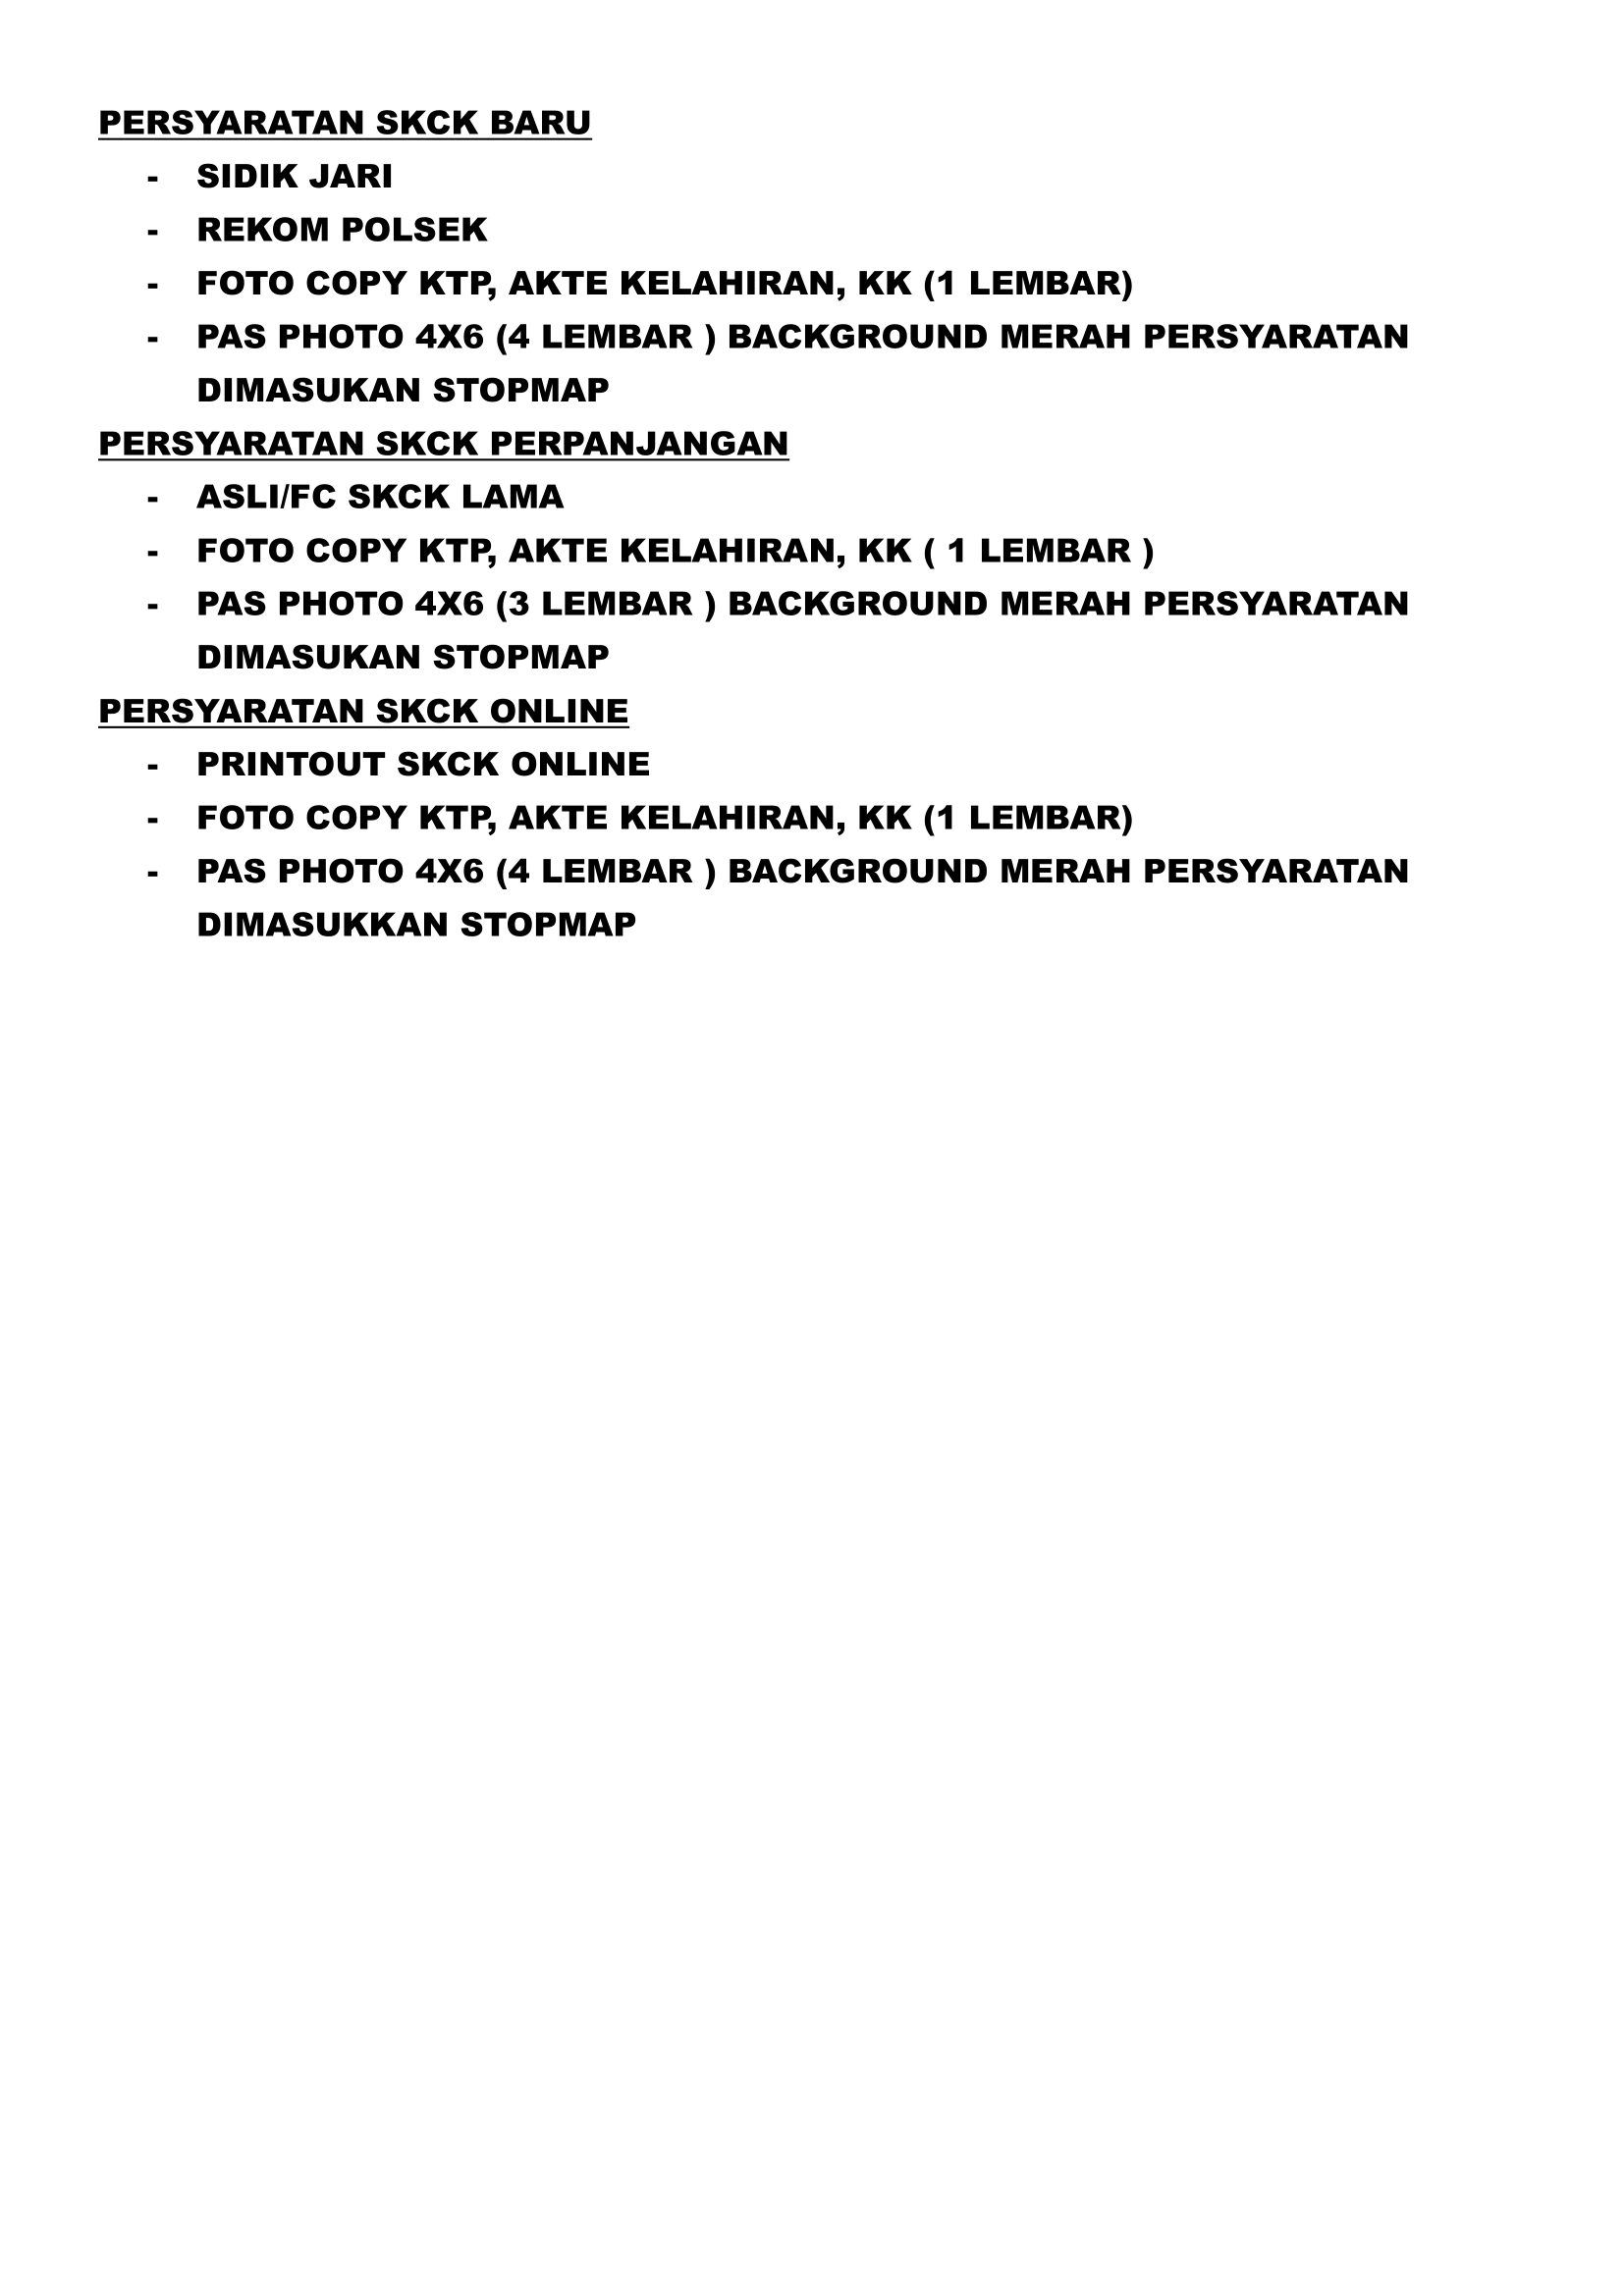 PERSYARATAN SKCK BARU
- SIDIK JARI
- REKOM POLSEK
- FOTO COPY KTP, AKTE KELAHIRAN, KK (1 LEMBAR)
- PAS PHOTO 4X6 (4 LEMBAR ) BACKGROUND MERAH PERSYARATAN
DIMASUKAN STOPMAP
PERSYARATAN SKCK PERPANJANGAN
- ASLI/FC SKCK LAMA
- FOTO COPY KTP, AKTE KELAHIRAN, KK ( 1 LEMBAR )
- PAS PHOTO 4X6 (3 LEMBAR ) BACKGROUND MERAH PERSYARATAN
DIMASUKAN STOPMAP
PERSYARATAN SKCK ONLINE
- PRINTOUT SKCK ONLINE
- FOTO COPY KTP, AKTE KELAHIRAN, KK (1 LEMBAR)
- PAS PHOTO 4X6 (4 LEMBAR ) BACKGROUND MERAH PERSYARATAN
DIMASUKKAN STOPMAP